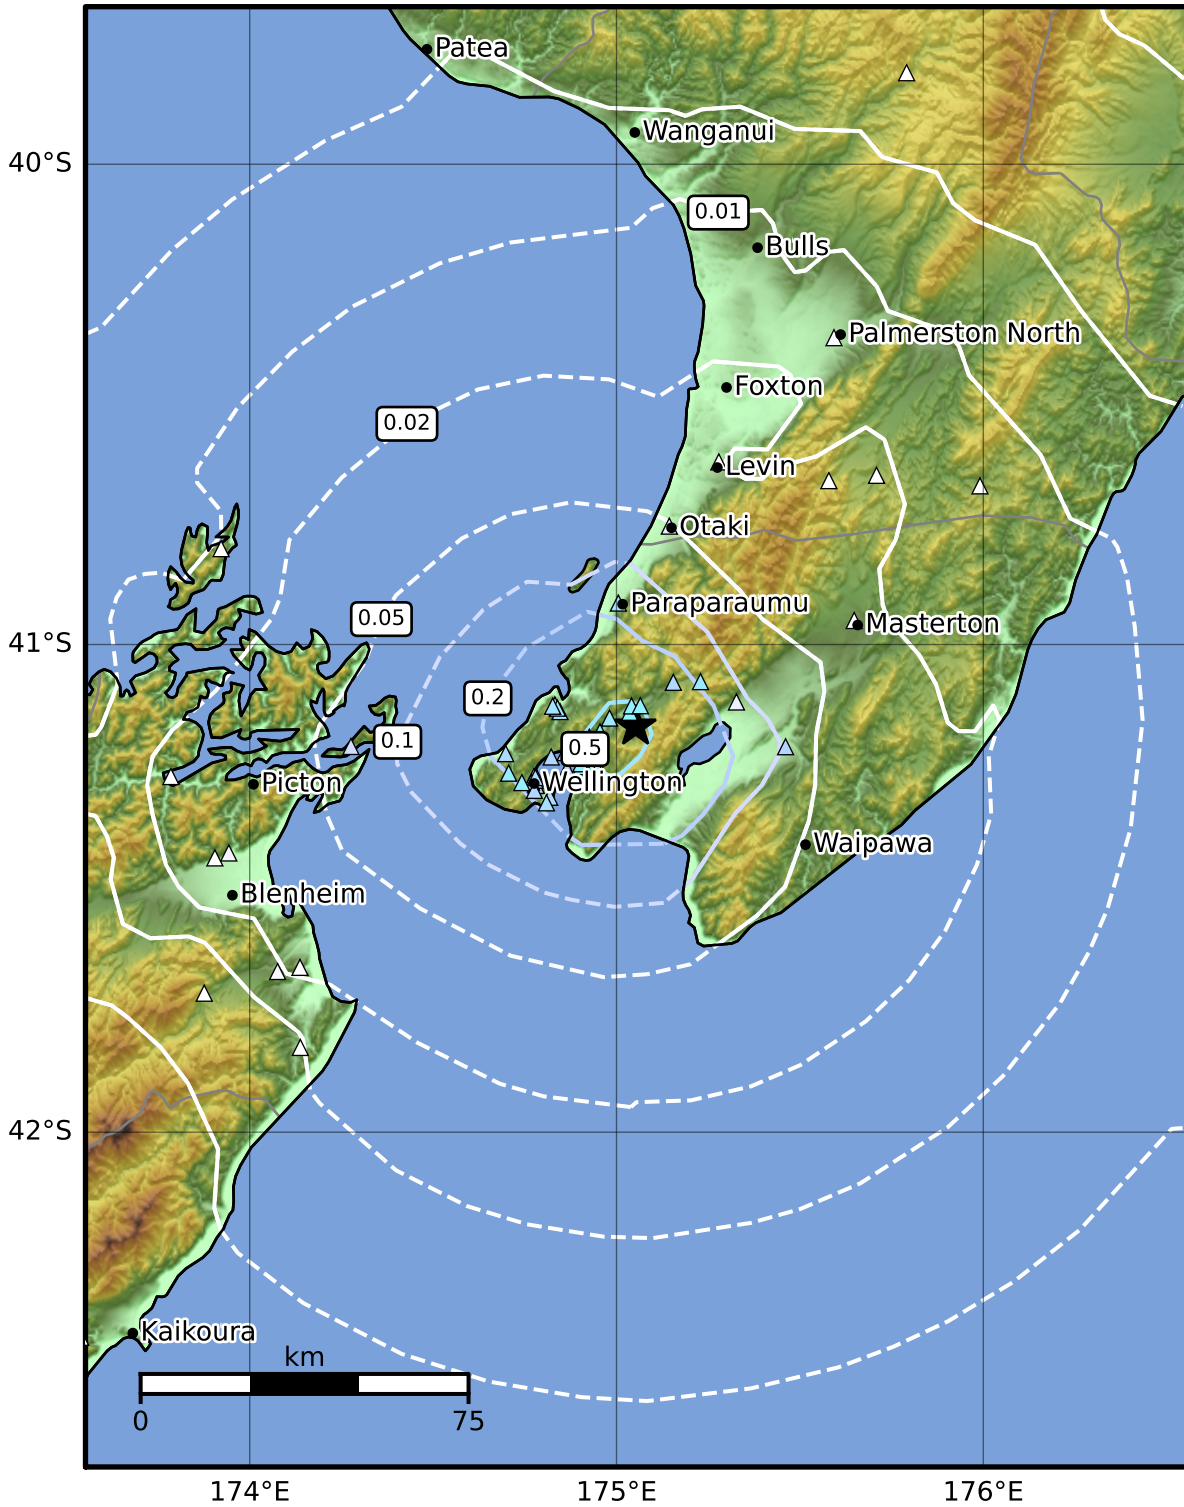 Patea
Wanganui
40°S
0.01
Bulls
Palmerston North
Foxton
0.02
Levin
Otaki
Paraparaumu
0.05
Masterton
41°S
0.2
0.1
0.5
Picton
Wellington
Waipawa
Blenheim
42°S
Kaikoura
km
0
75
174°E
175°E
176°E